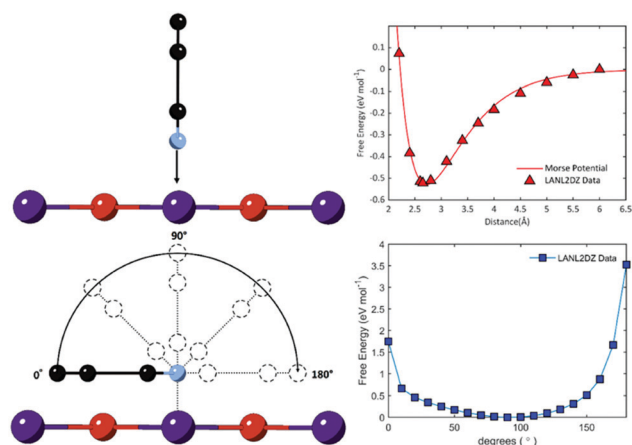 0.1
0
-0.1
-0.2
-0.3
-0.4
-0.5
-0.6
Free Energy (eV mol⁻¹)
Morse Potential
LANL2DZ Data
2 2.5 3 3.5 4 4.5 5 5.5 6 6.5
Distance(Å)
90°
0°
180°
4
3.5
3
2.5
2
1.5
1
0.5
0
Free Energy (eV mol⁻¹)
LANL2DZ Data
0 50 100 150
degrees (°)